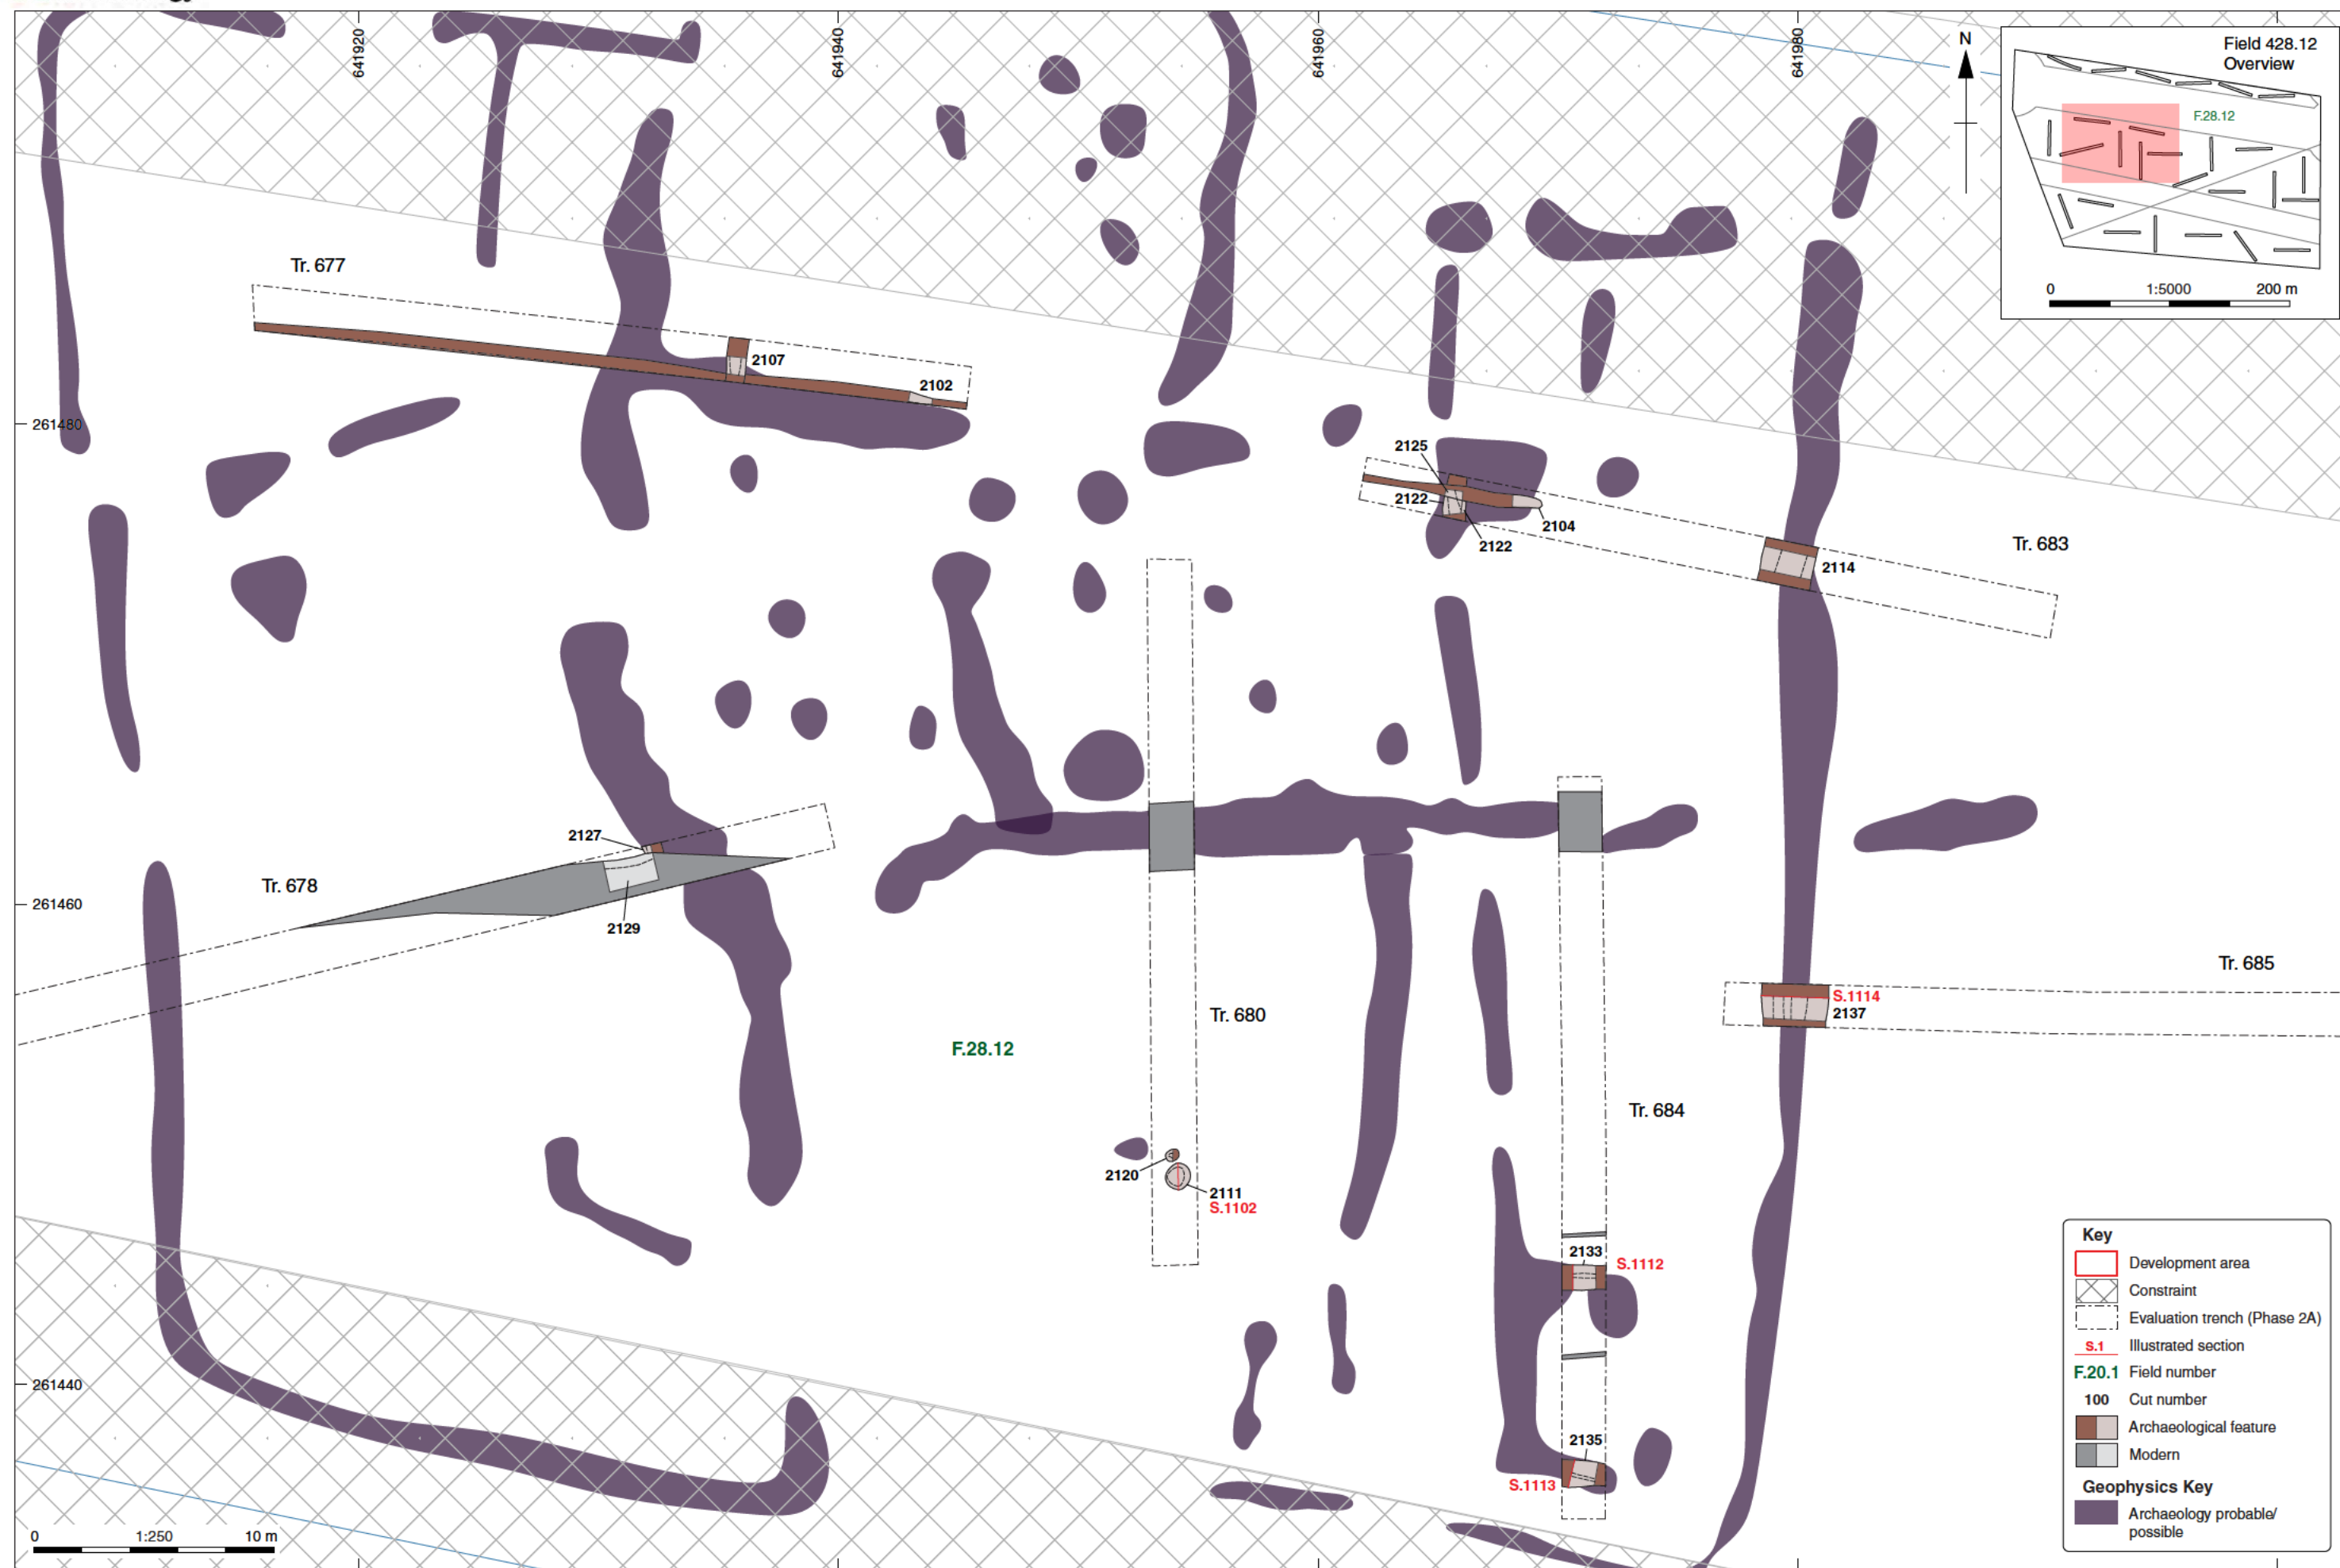 641920
641940
641960
641980
N
Field 428.12
Overview
F.28.12
0 1:5000 200 m
Tr. 677
2107
2102
261480
2125
2122
2104
2122
Tr. 683
2114
2127
Tr. 678
261460
2129
Tr. 680
F.28.12
Tr. 685
S.1114
2137
Tr. 684
2120
2111
S.1102
2133
S.1112
261440
2135
S.1113
0 1:250 10 m
Key
Development area
Constraint
Evaluation trench (Phase 2A)
S.1 Illustrated section
F.20.1 Field number
100 Cut number
Archaeological feature
Modern
Geophysics Key
Archaeology probable/
possible